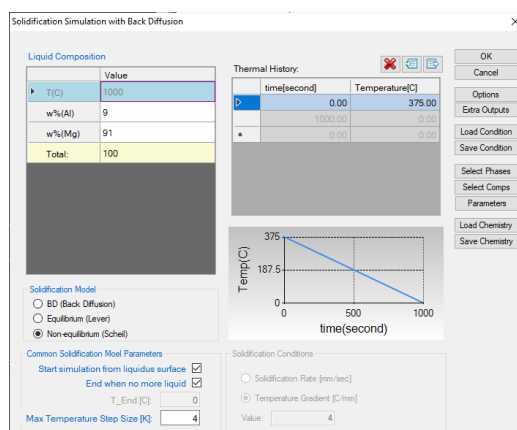 Solidification Simulation with Back Diffusion
Liquid Composition
Value
T(C) 1000
w%(Al) 9
w%(Mg) 91
Total: 100
Thermal History:
time[second] Temperature[C]
0.00 375.00
1000.00 0.00
0.00 0.00
OK
Cancel
Options
Extra Outputs
Load Condition
Save Condition
Select Phases
Select Comps
Parameters
Load Chemistry
Save Chemistry
Temp(C)
375
187.5
0
0 500 1000
time(second)
Solidification Model
BD (Back Diffusion)
Equilibrium (Lever)
Non-equilibrium (Scheil)
Common Solidification Moel Parameters
Start simulation from liquidus surface
End when no more liquid
T_End [C]: 0
Max Temperature Step Size [K]: 4
Solidification Conditions
Solidification Rate [mm/sec]
Temperature Gradient [C/mm]
Value: 4